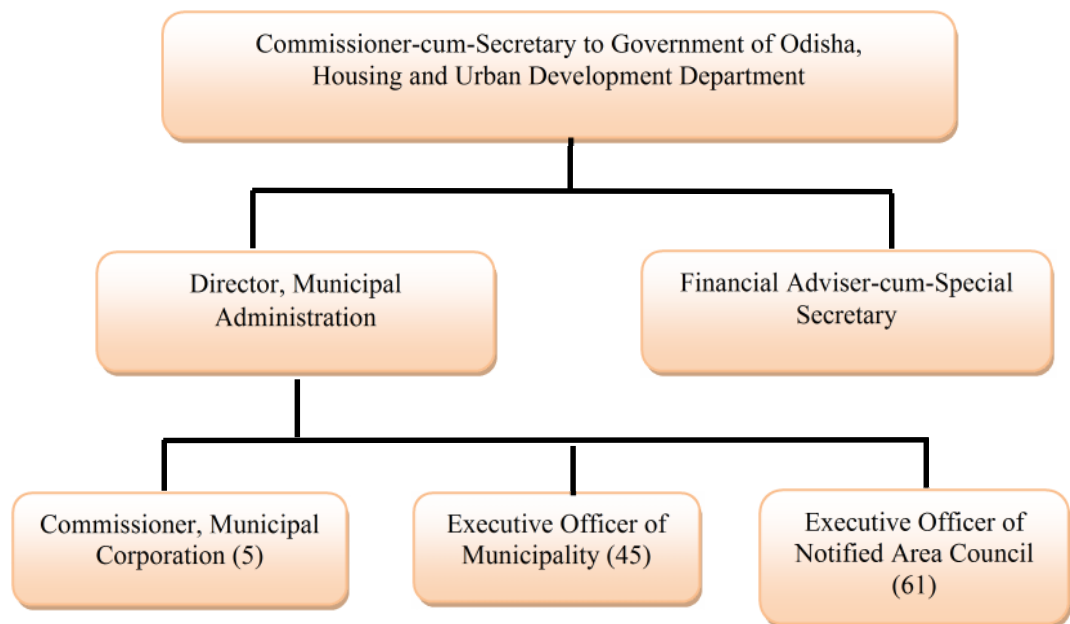 Commissioner-cum-Secretary to Government of Odisha,
Housing and Urban Development Department
Director, Municipal
Administration
Financial Adviser-cum-Special
Secretary
Commissioner, Municipal
Corporation (5)
Executive Officer of
Municipality (45)
Executive Officer of
Notified Area Council
(61)